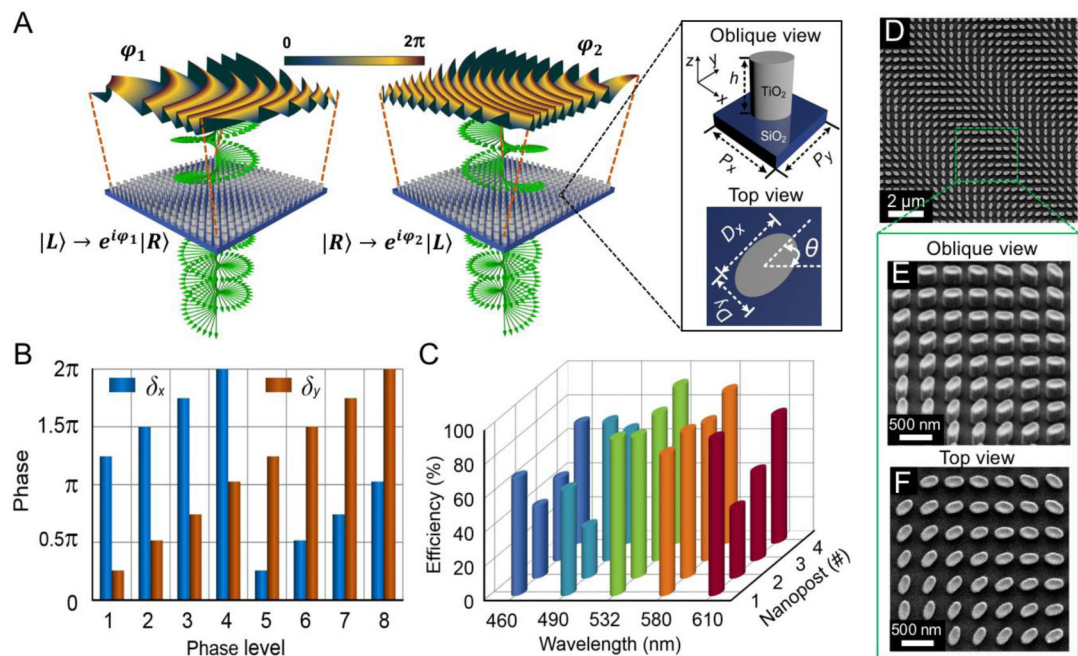 A
φ₁
0
2π
φ₂
|L⟩ → e^{iφ₁}|R⟩
|R⟩ → e^{iφ₂}|L⟩
Oblique view
z
y
x
h
TiO₂
SiO₂
Pₓ
Pᵧ
Top view
Dₓ
Dᵧ
θ
B
2π
1.5π
π
0.5π
0
δₓ
δᵧ
1 2 3 4 5 6 7 8
Phase level
Phase
C
100
80
60
40
20
0
Efficiency (%)
460 490 532 580 610
Wavelength (nm)
1 2 3 4
Nanopost (#)
D
2 μm
Oblique view
E
500 nm
Top view
F
500 nm